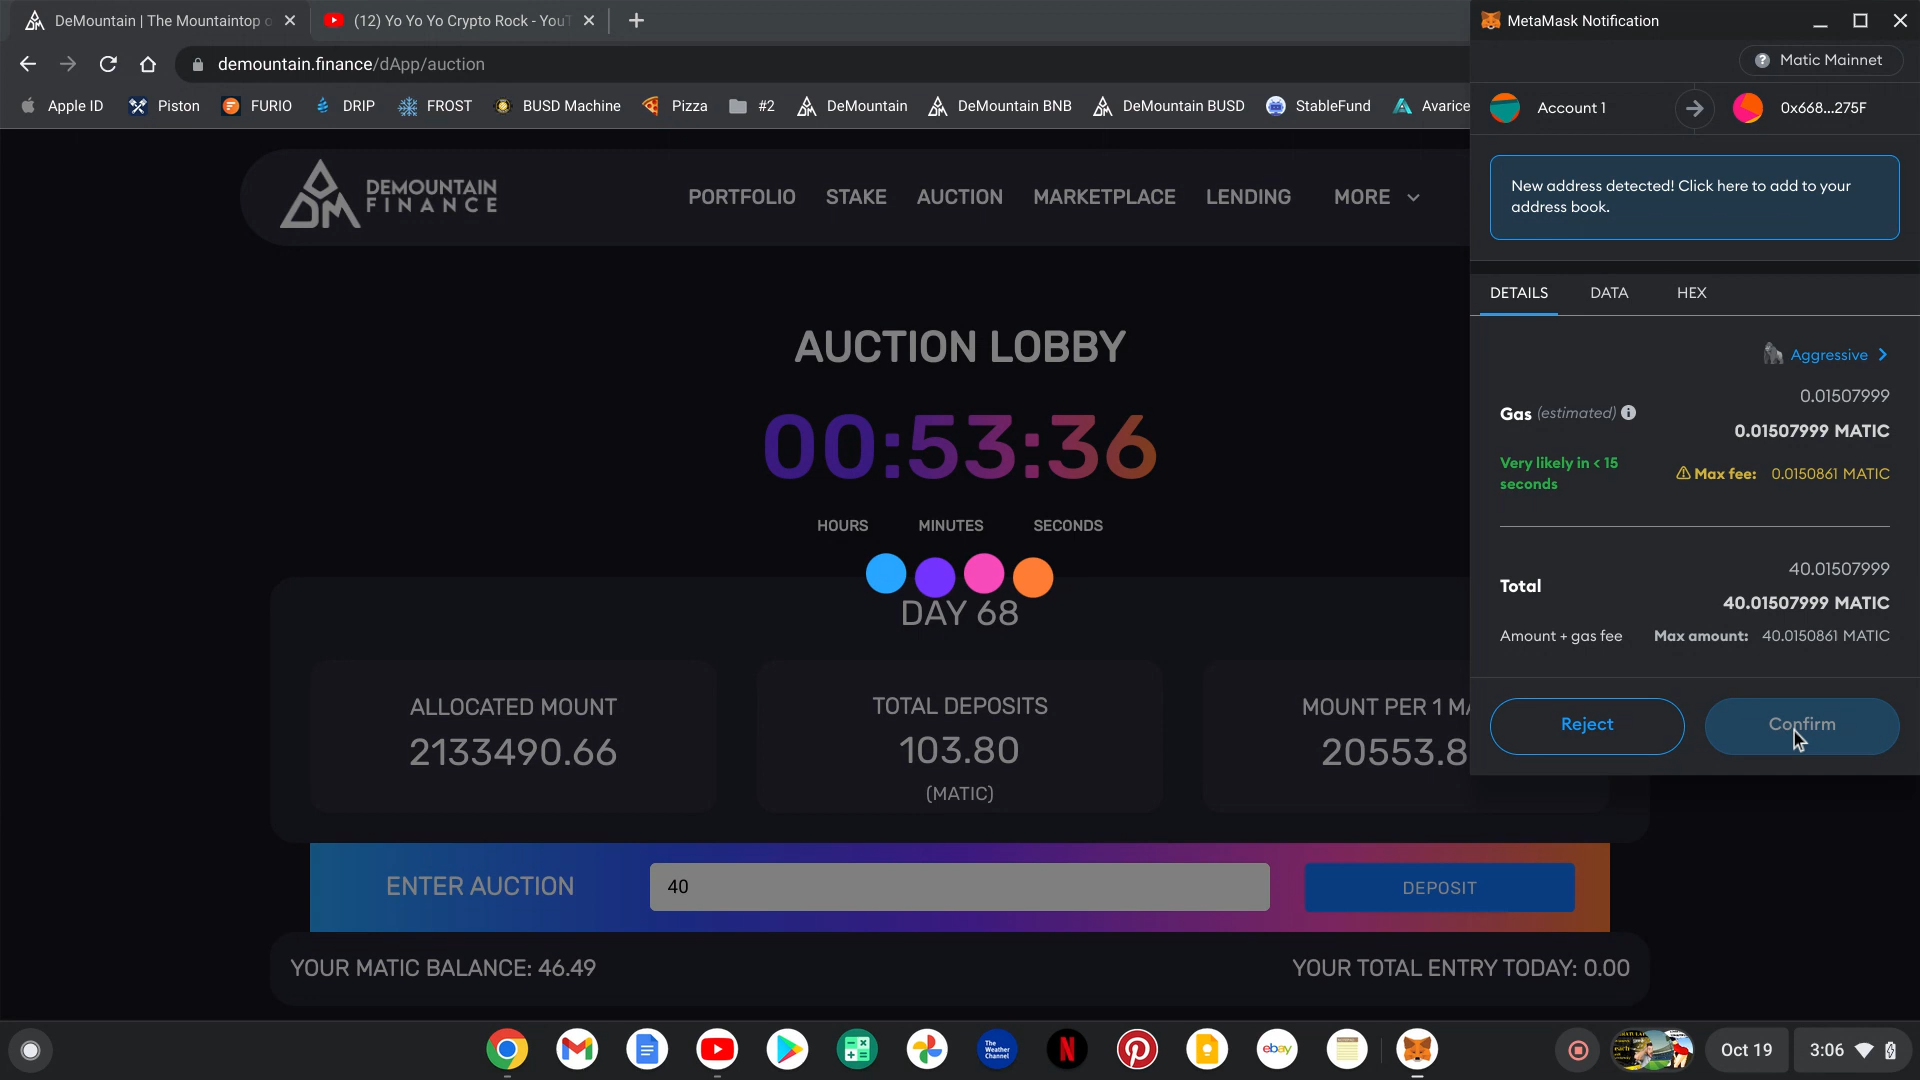 DeMountain | The Mountaintop o
(12) Yo Yo Yo Crypto Rock - YouT
demountain.finance/dApp/auction
Apple ID
Piston
FURIO
DRIP
FROST
BUSD Machine
Pizza
#2
DeMountain
DeMountain BNB
DeMountain BUSD
StableFund
Avarice
DEMOUNTAIN
FINANCE
PORTFOLIO
STAKE
AUCTION
MARKETPLACE
LENDING
MORE
AUCTION LOBBY
00:53:36
HOURS
MINUTES
SECONDS
DAY 68
ALLOCATED MOUNT
2133490.66
TOTAL DEPOSITS
103.80
(MATIC)
MOUNT PER 1 MA
20553.8
ENTER AUCTION
40
DEPOSIT
YOUR MATIC BALANCE: 46.49
YOUR TOTAL ENTRY TODAY: 0.00
MetaMask Notification
Matic Mainnet
Account 1
0x668...275F
New address detected! Click here to add to your
address book.
DETAILS
DATA
HEX
Aggressive
0.01507999
Gas (estimated)
0.01507999 MATIC
Very likely in < 15
seconds
Max fee: 0.0150861 MATIC
40.01507999
Total
40.01507999 MATIC
Amount + gas fee
Max amount: 40.0150861 MATIC
Reject
Confirm
The
Weather
Channel
N
ebay
Oct 19
3:06